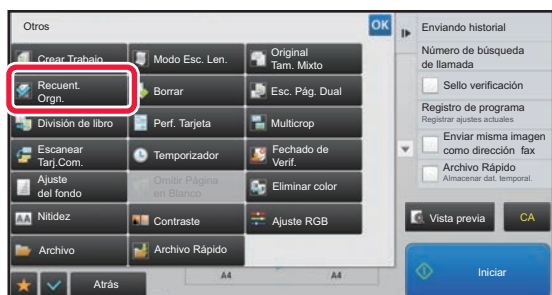 Otros
OK
Crear Trabajo
Modo Esc. Len.
Original
Tam. Mixto
Recuent.
Orgn.
Borrar
Esc. Pág. Dual
División de libro
Perf. Tarjeta
Multicrop
Escanear
Tarj.Com.
Temporizador
Fechado de
Verif.
Ajuste
del fondo
Omitir Página
en Blanco
Eliminar color
AA Nitidez
Contraste
Ajuste RGB
Archivo
Archivo Rápido
Atrás
A4
A4
Enviando historial
Número de búsqueda
de llamada
Sello verificación
Registro de programa
Registrar ajustes actuales
Enviar misma imagen
como dirección fax
Archivo Rápido
Almacenar dat. temporal.
Vista previa
CA
Iniciar